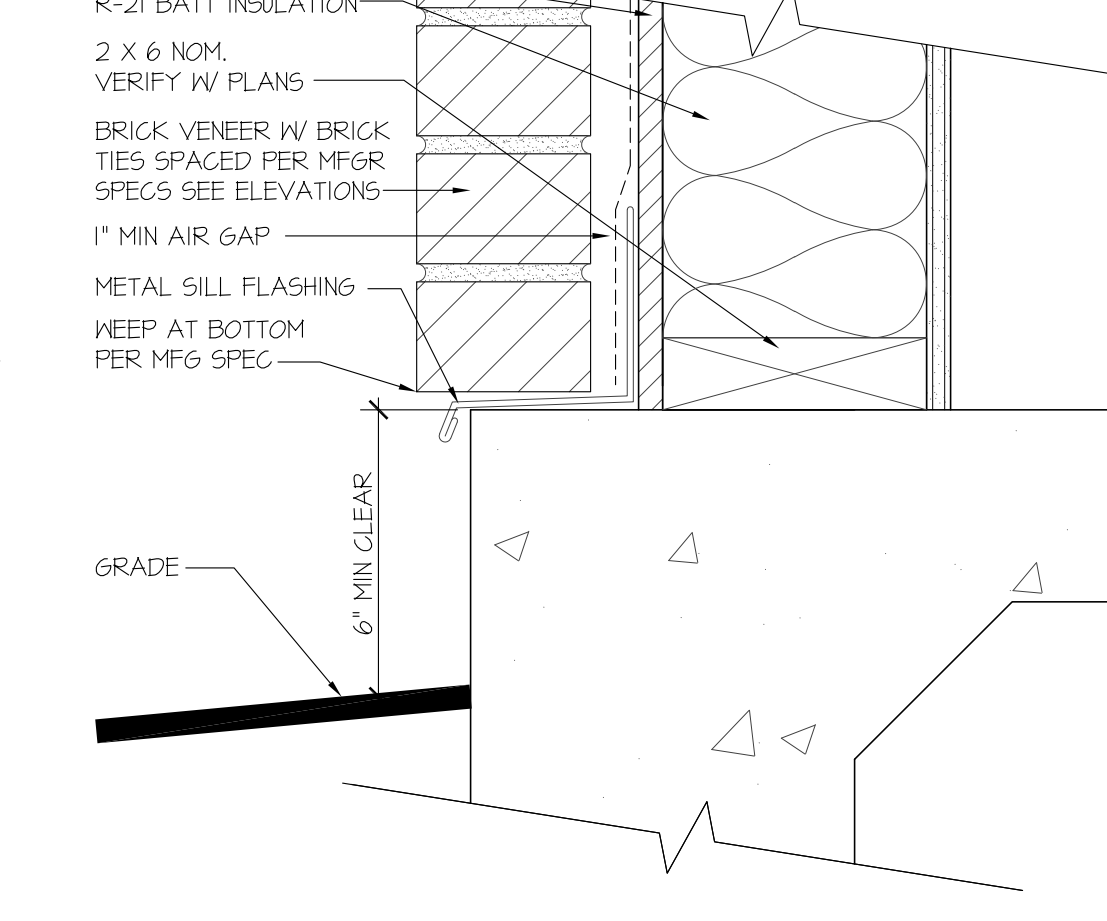 R-21 BATT INSULATION
2 X 6 NOM.
VERIFY W/ PLANS
BRICK VENEER W/ BRICK
TIES SPACED PER MFGR
SPECS SEE ELEVATIONS
1" MIN AIR GAP
METAL SILL FLASHING
WEEP AT BOTTOM
PER MFG SPEC
6" MIN CLEAR
GRADE